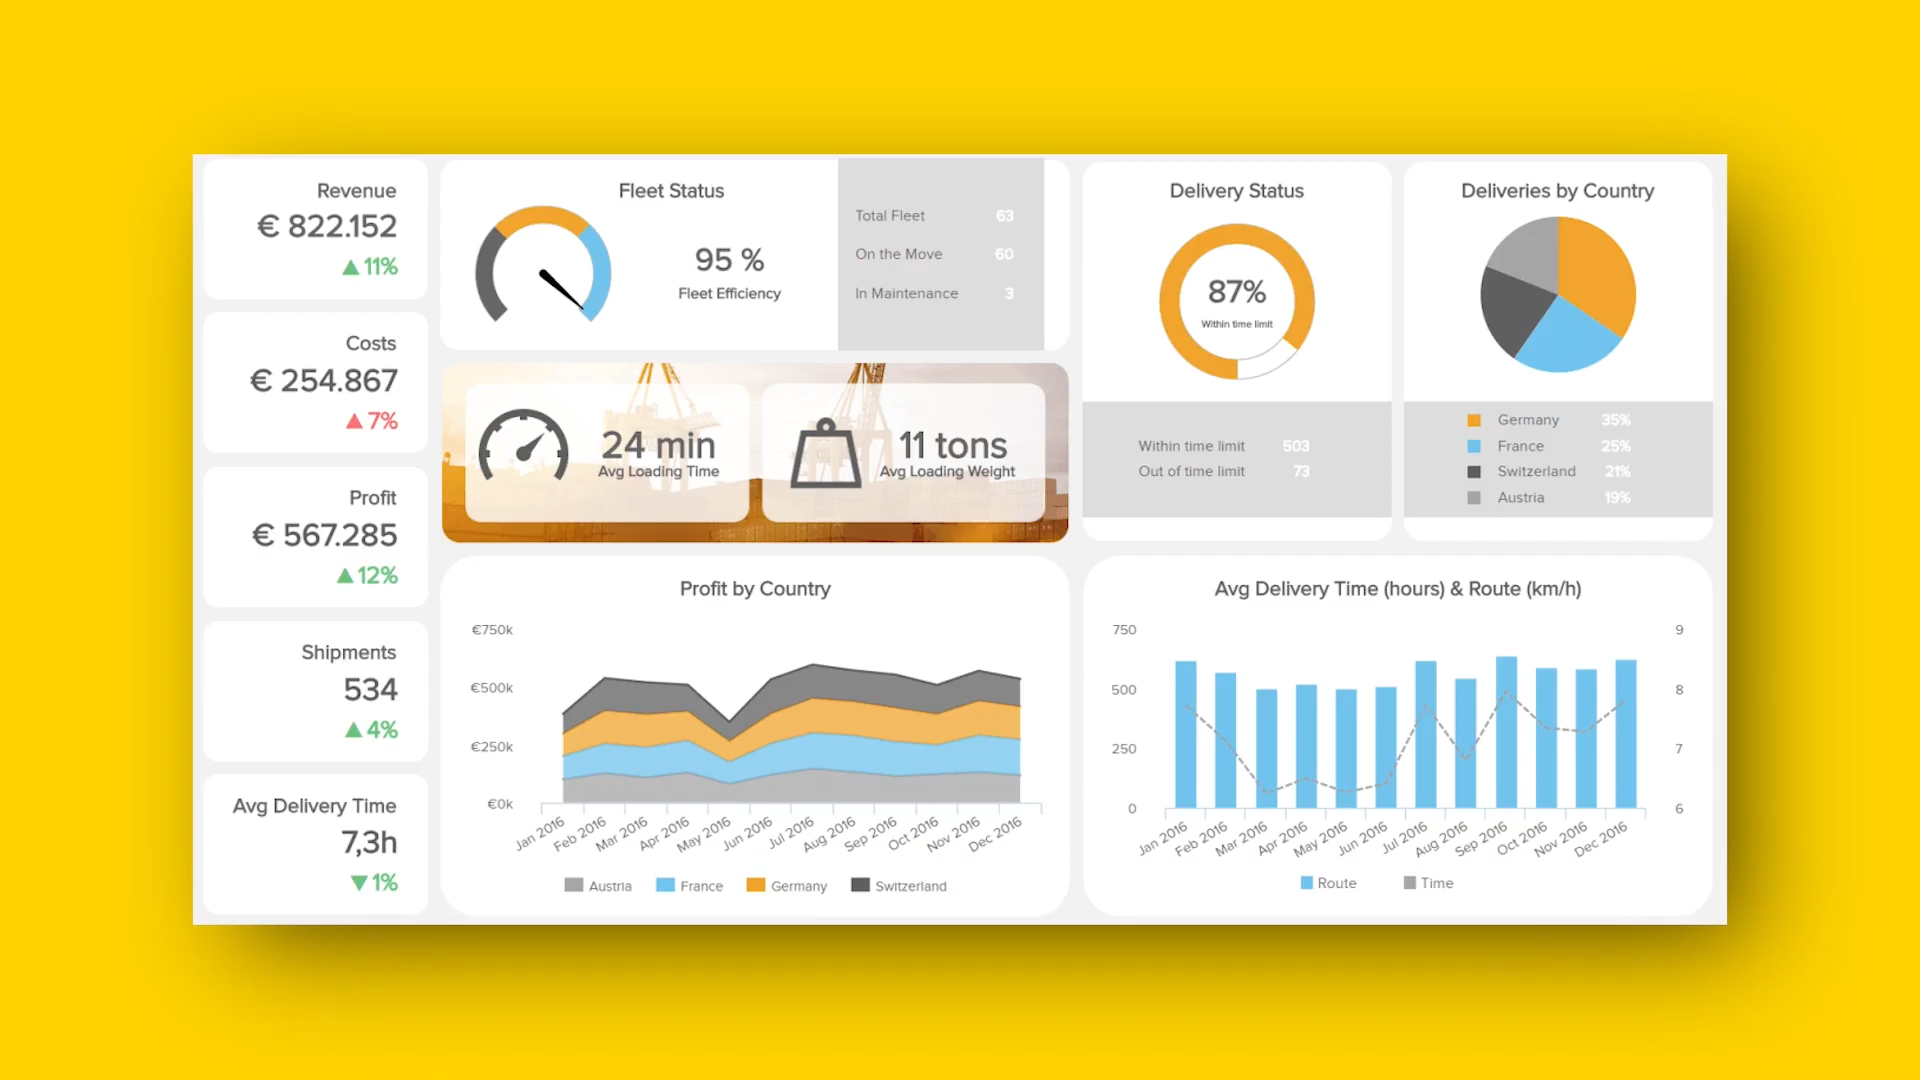 Revenue
€ 822.152
▲ 11%
Costs
€ 254.867
▲ 7%
Profit
€ 567.285
▲ 12%
Shipments
534
▲ 4%
Avg Delivery Time
7,3h
▼ 1%
Fleet Status
95 %
Fleet Efficiency
Total Fleet 63
On the Move 60
In Maintenance 3
24 min
Avg Loading Time
11 tons
Avg Loading Weight
Delivery Status
87%
Within time limit
Within time limit 503
Out of time limit 73
Deliveries by Country
Germany 35%
France 25%
Switzerland 21%
Austria 19%
Profit by Country
€750k
€500k
€250k
€0k
Jan 2016 Feb 2016 Mar 2016 Apr 2016 May 2016 Jun 2016 Jul 2016 Aug 2016 Sep 2016 Oct 2016 Nov 2016 Dec 2016
Austria France Germany Switzerland
Avg Delivery Time (hours) & Route (km/h)
750 9
500 8
250 7
0 6
Jan 2016 Feb 2016 Mar 2016 Apr 2016 May 2016 Jun 2016 Jul 2016 Aug 2016 Sep 2016 Oct 2016 Nov 2016 Dec 2016
Route Time